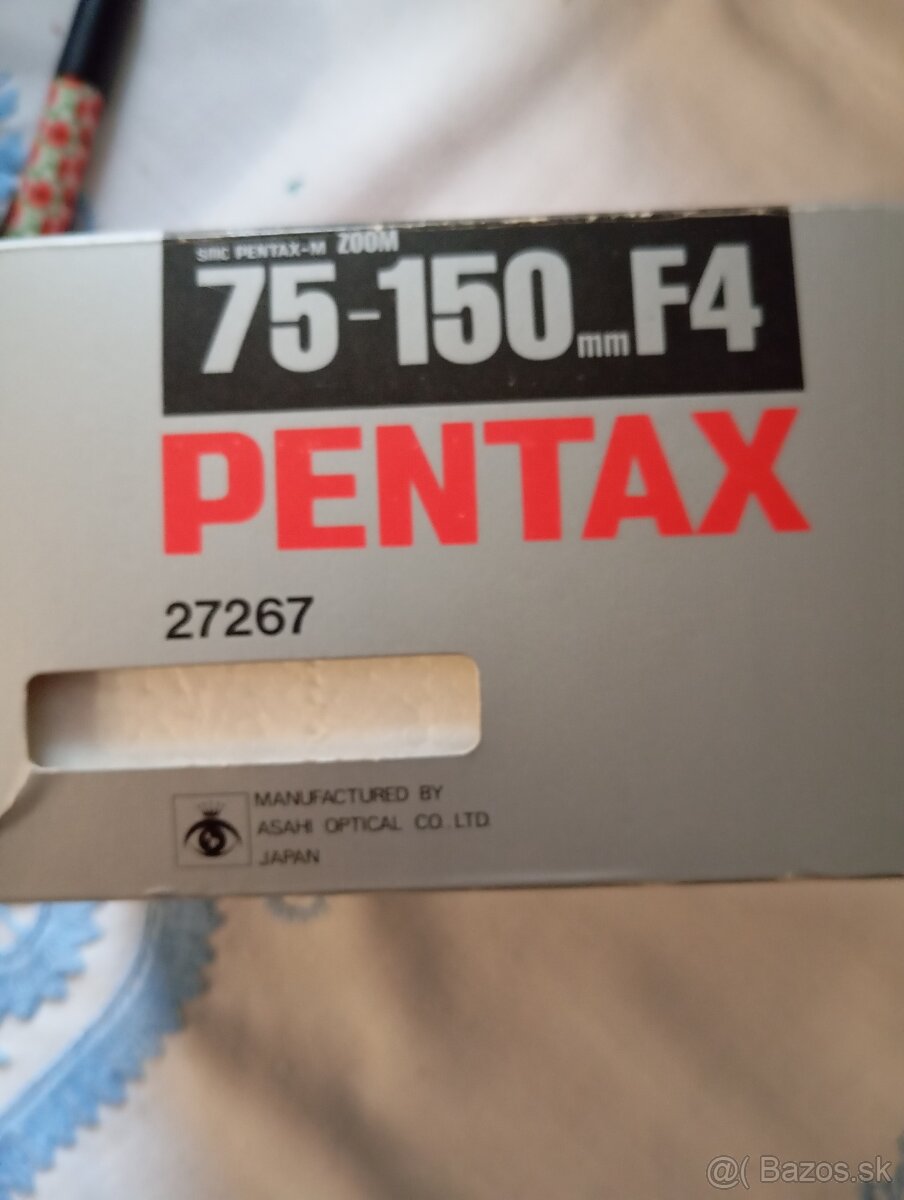 smc PENTAX-M ZOOM
75-150mm F4
PENTAX
27267
MANUFACTURED BY
ASAHI OPTICAL CO. LTD
JAPAN
@( Bazos.sk